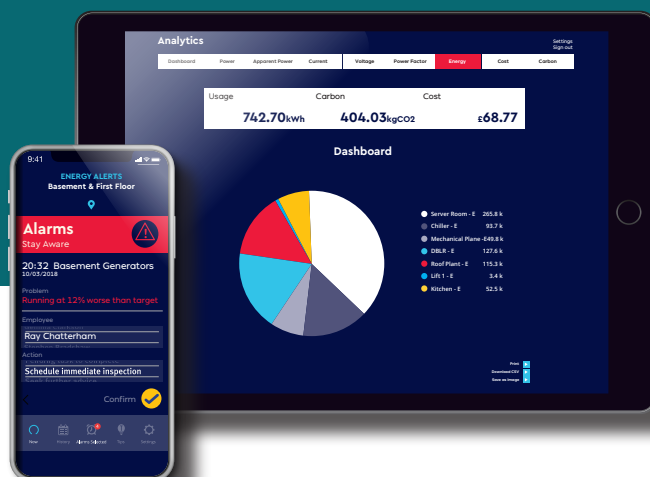 Analytics
Settings
Sign out
Dashboard Power Apparent Power Current Voltage Power Factor Energy Cost Carbon
Usage Carbon Cost
742.70kWh 404.03kgCO2 £68.77
Dashboard
Server Room - E 265.8 k
Chiller - E 93.7 k
Mechanical Plane -E49.8 k
DBLR - E 127.6 k
Roof Plant - E 115.3 k
Lift 1 - E 3.4 k
Kitchen - E 52.5 k
Print
Download CSV
Save as image
9:41
ENERGY ALERTS
Basement & First Floor
Alarms
Stay Aware
20:32 Basement Generators
10/03/2018
Problem
Running at 12% worse than target
Employee
Ray Chatterham
Action
Schedule immediate inspection
Seek further advice
Confirm
Now History Alarms Selected Tips Settings